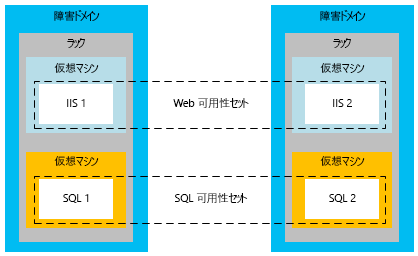 障害ドメイン
障害ドメイン
ラック
ラック
仮想マシン
仮想マシン
IIS 1
Web 可用性セット
IIS 2
仮想マシン
仮想マシン
SQL 1
SQL 可用性セット
SQL 2